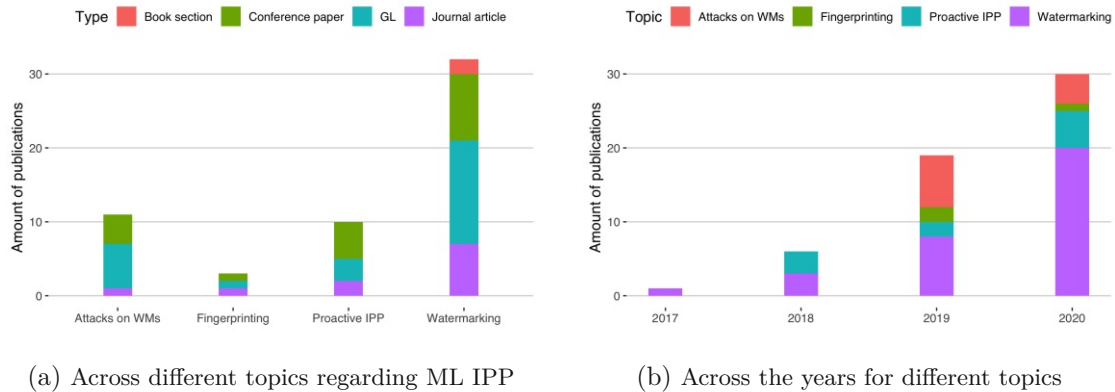 Type Book section Conference paper GL Journal article
Amount of publications
30
20
10
0
Attacks on WMs Fingerprinting Proactive IPP Watermarking
(a) Across different topics regarding ML IPP
Topic Attacks on WMs Fingerprinting Proactive IPP Watermarking
Amount of publications
30
20
10
0
2017 2018 2019 2020
(b) Across the years for different topics